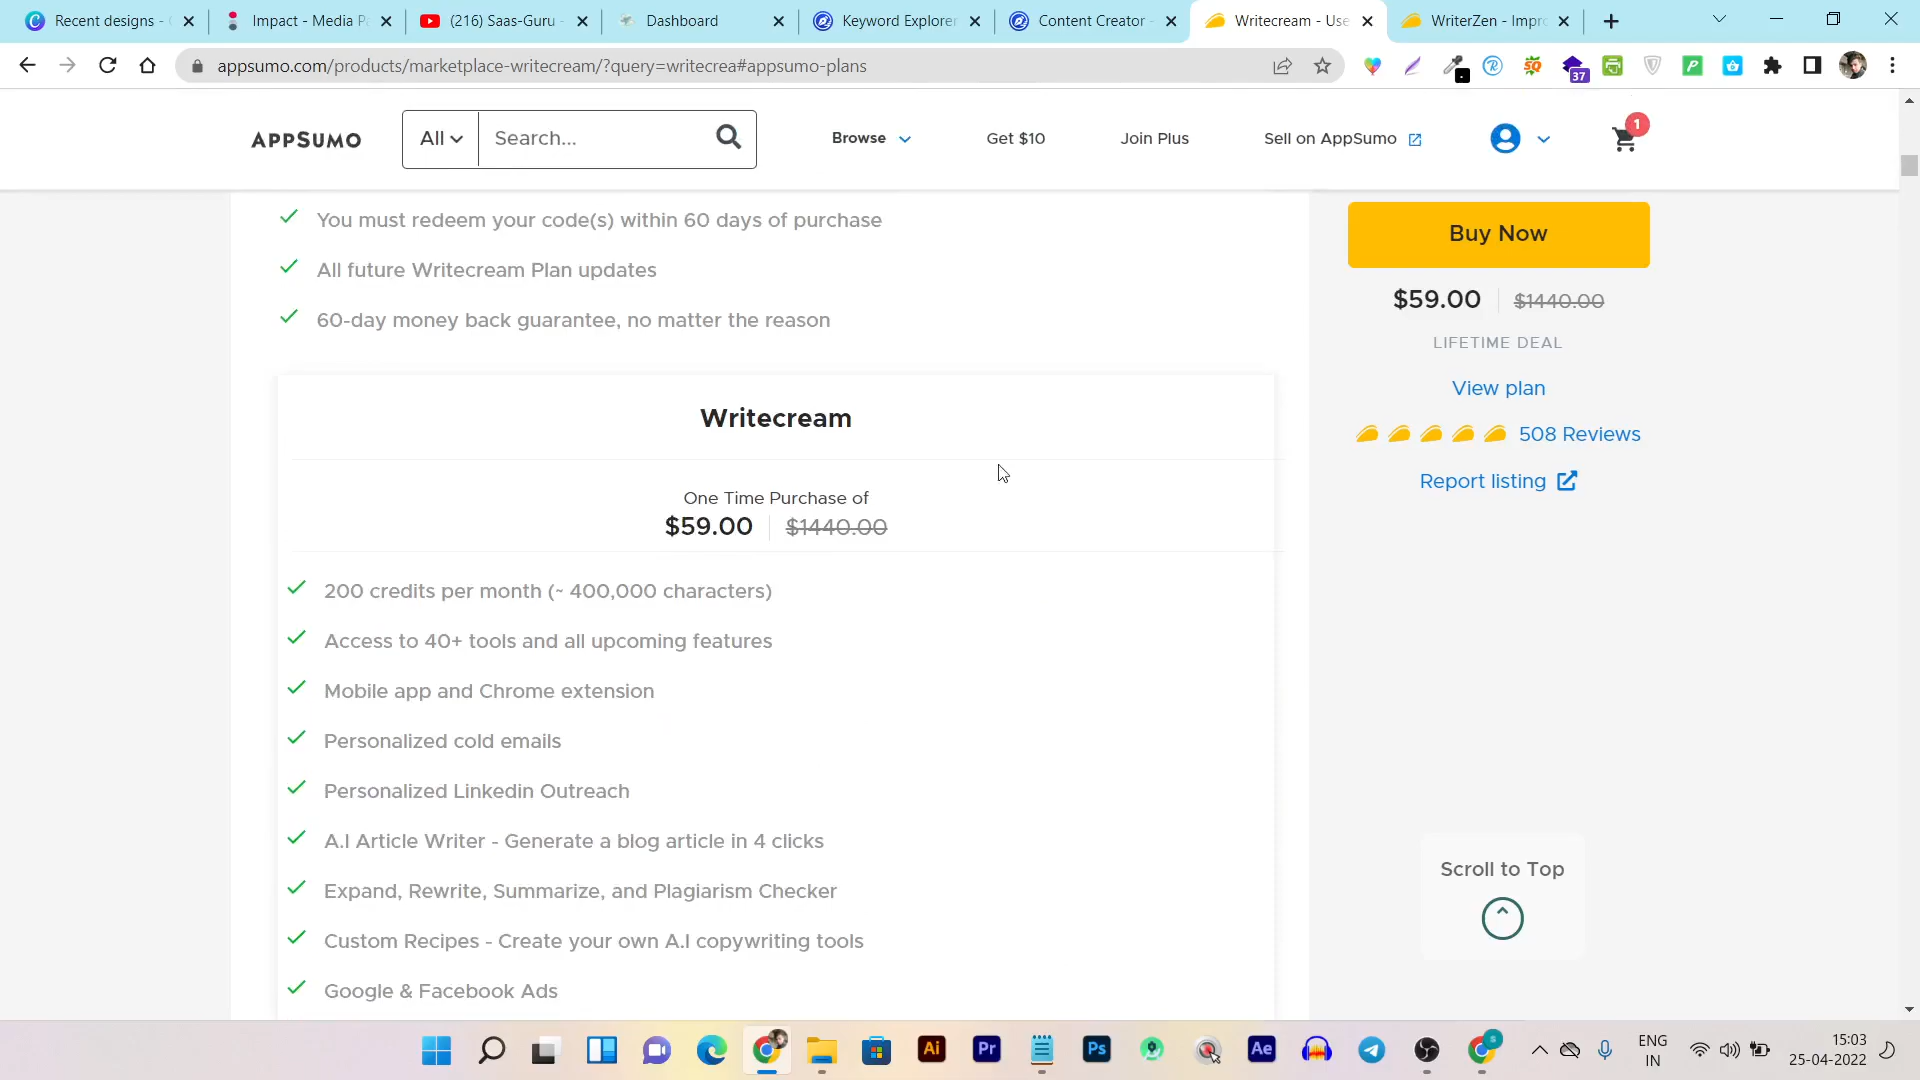 Recent designs -
Impact - Media P
(216) Saas-Guru -
Dashboard
Keyword Explorer
Content Creator -
Writecream - Use
WriterZen - Impro
appsumo.com/products/marketplace-writecream/?query=writecrea#appsumo-plans
37
APPSUMO
All
Search...
Browse
Get $10
Join Plus
Sell on AppSumo
1
You must redeem your code(s) within 60 days of purchase
All future Writecream Plan updates
60-day money back guarantee, no matter the reason
Buy Now
$59.00 $1440.00
LIFETIME DEAL
View plan
508 Reviews
Report listing
Writecream
One Time Purchase of
$59.00 $1440.00
200 credits per month (~ 400,000 characters)
Access to 40+ tools and all upcoming features
Mobile app and Chrome extension
Personalized cold emails
Personalized Linkedin Outreach
A.I Article Writer - Generate a blog article in 4 clicks
Expand, Rewrite, Summarize, and Plagiarism Checker
Custom Recipes - Create your own A.I copywriting tools
Google & Facebook Ads
Scroll to Top
Ai
Pr
Ps
Ae
ENG
IN
15:03
25-04-2022